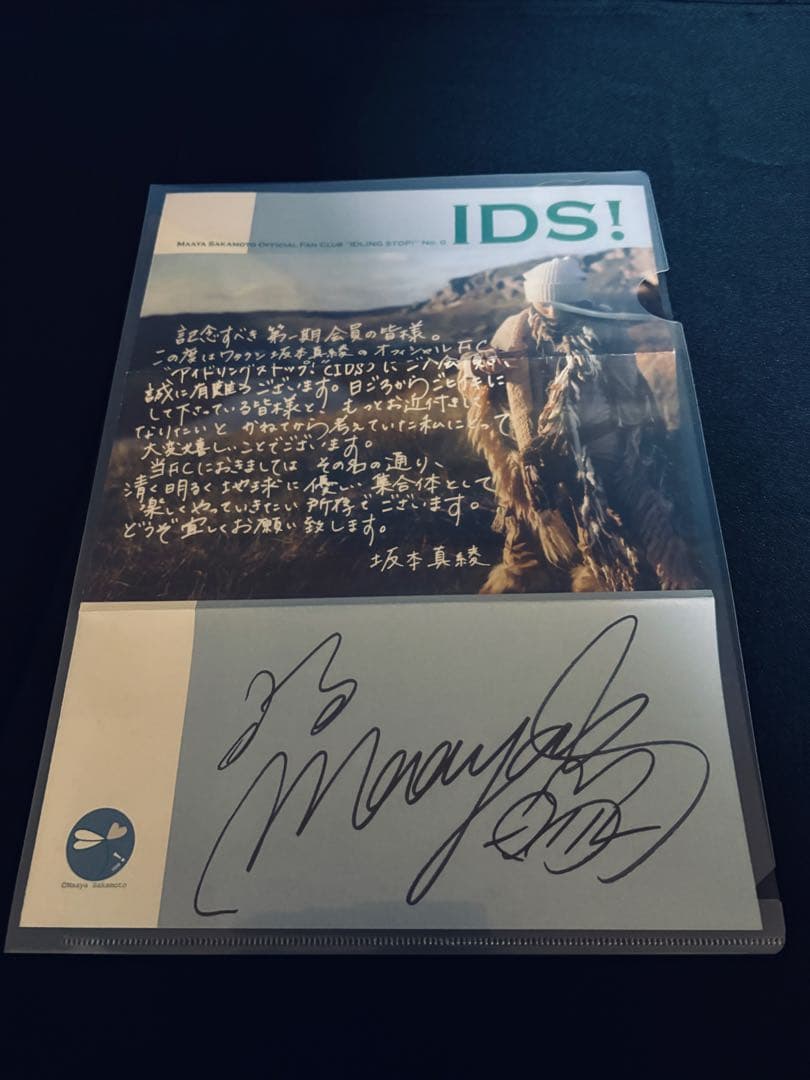 IDS!
MAAYA SAKAMOTO OFFICIAL FAN CLUB "IDLING STOP!" No. 0
記念すべき第一期会員の皆様。
この度はワタクシ坂本真綾のオフィシャルFC
"アイドリングストップ!"(IDS)にご入会頂き
誠に有難うございます。日ごろからごひいきに
して下さっている皆様と、もっとお近付きに
なりたいと かねてから考えていた私にとって
大変嬉しいことでございます。
当FCにおきましては その名の通り、
清く明るく地球に優しい集合体として
楽しくやっていきたい所存でございます。
どうぞ宜しくお願い致します。
坂本真綾
Maaya
©Maaya Sakamoto